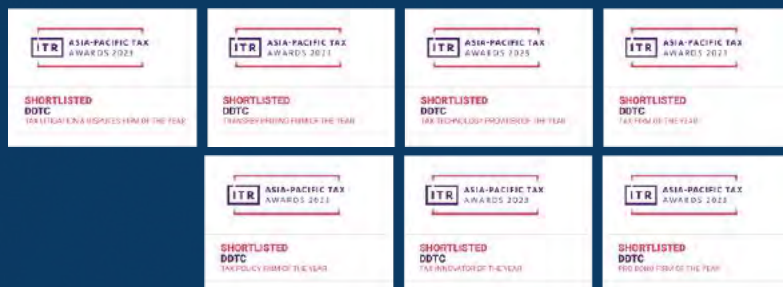 ITR ASIA-PACIFIC TAX
AWARDS 2023
SHORTLISTED
DDTC
TAX LITIGATION & DISPUTES FIRM OF THE YEAR
ITR ASIA-PACIFIC TAX
AWARDS 2023
SHORTLISTED
DDTC
TRANSFER PRICING FIRM OF THE YEAR
ITR ASIA-PACIFIC TAX
AWARDS 2023
SHORTLISTED
DDTC
TAX TECHNOLOGY PROVIDER OF THE YEAR
ITR ASIA-PACIFIC TAX
AWARDS 2023
SHORTLISTED
DDTC
TAX FIRM OF THE YEAR
ITR ASIA-PACIFIC TAX
AWARDS 2023
SHORTLISTED
DDTC
TAX POLICY FIRM OF THE YEAR
ITR ASIA-PACIFIC TAX
AWARDS 2023
SHORTLISTED
DDTC
TAX INNOVATOR OF THE YEAR
ITR ASIA-PACIFIC TAX
AWARDS 2023
SHORTLISTED
DDTC
PRO BONO FIRM OF THE YEAR